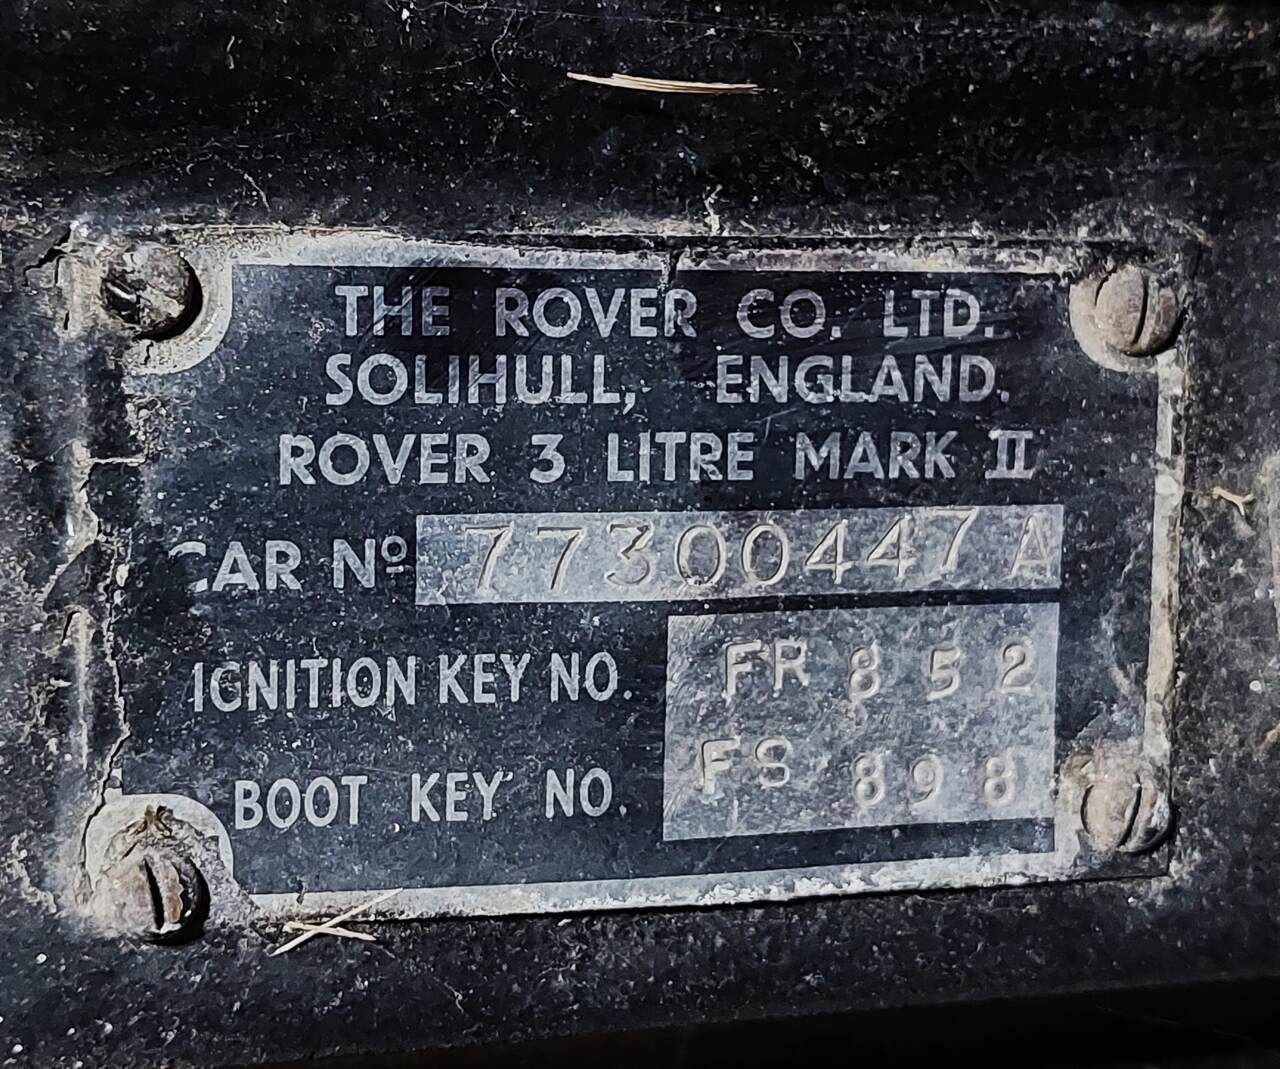 THE ROVER CO. LTD.
SOLIHULL, ENGLAND.
ROVER 3 LITRE MARK II
CAR Nº 77300447A
IGNITION KEY NO. FR 852
BOOT KEY NO. FS 898